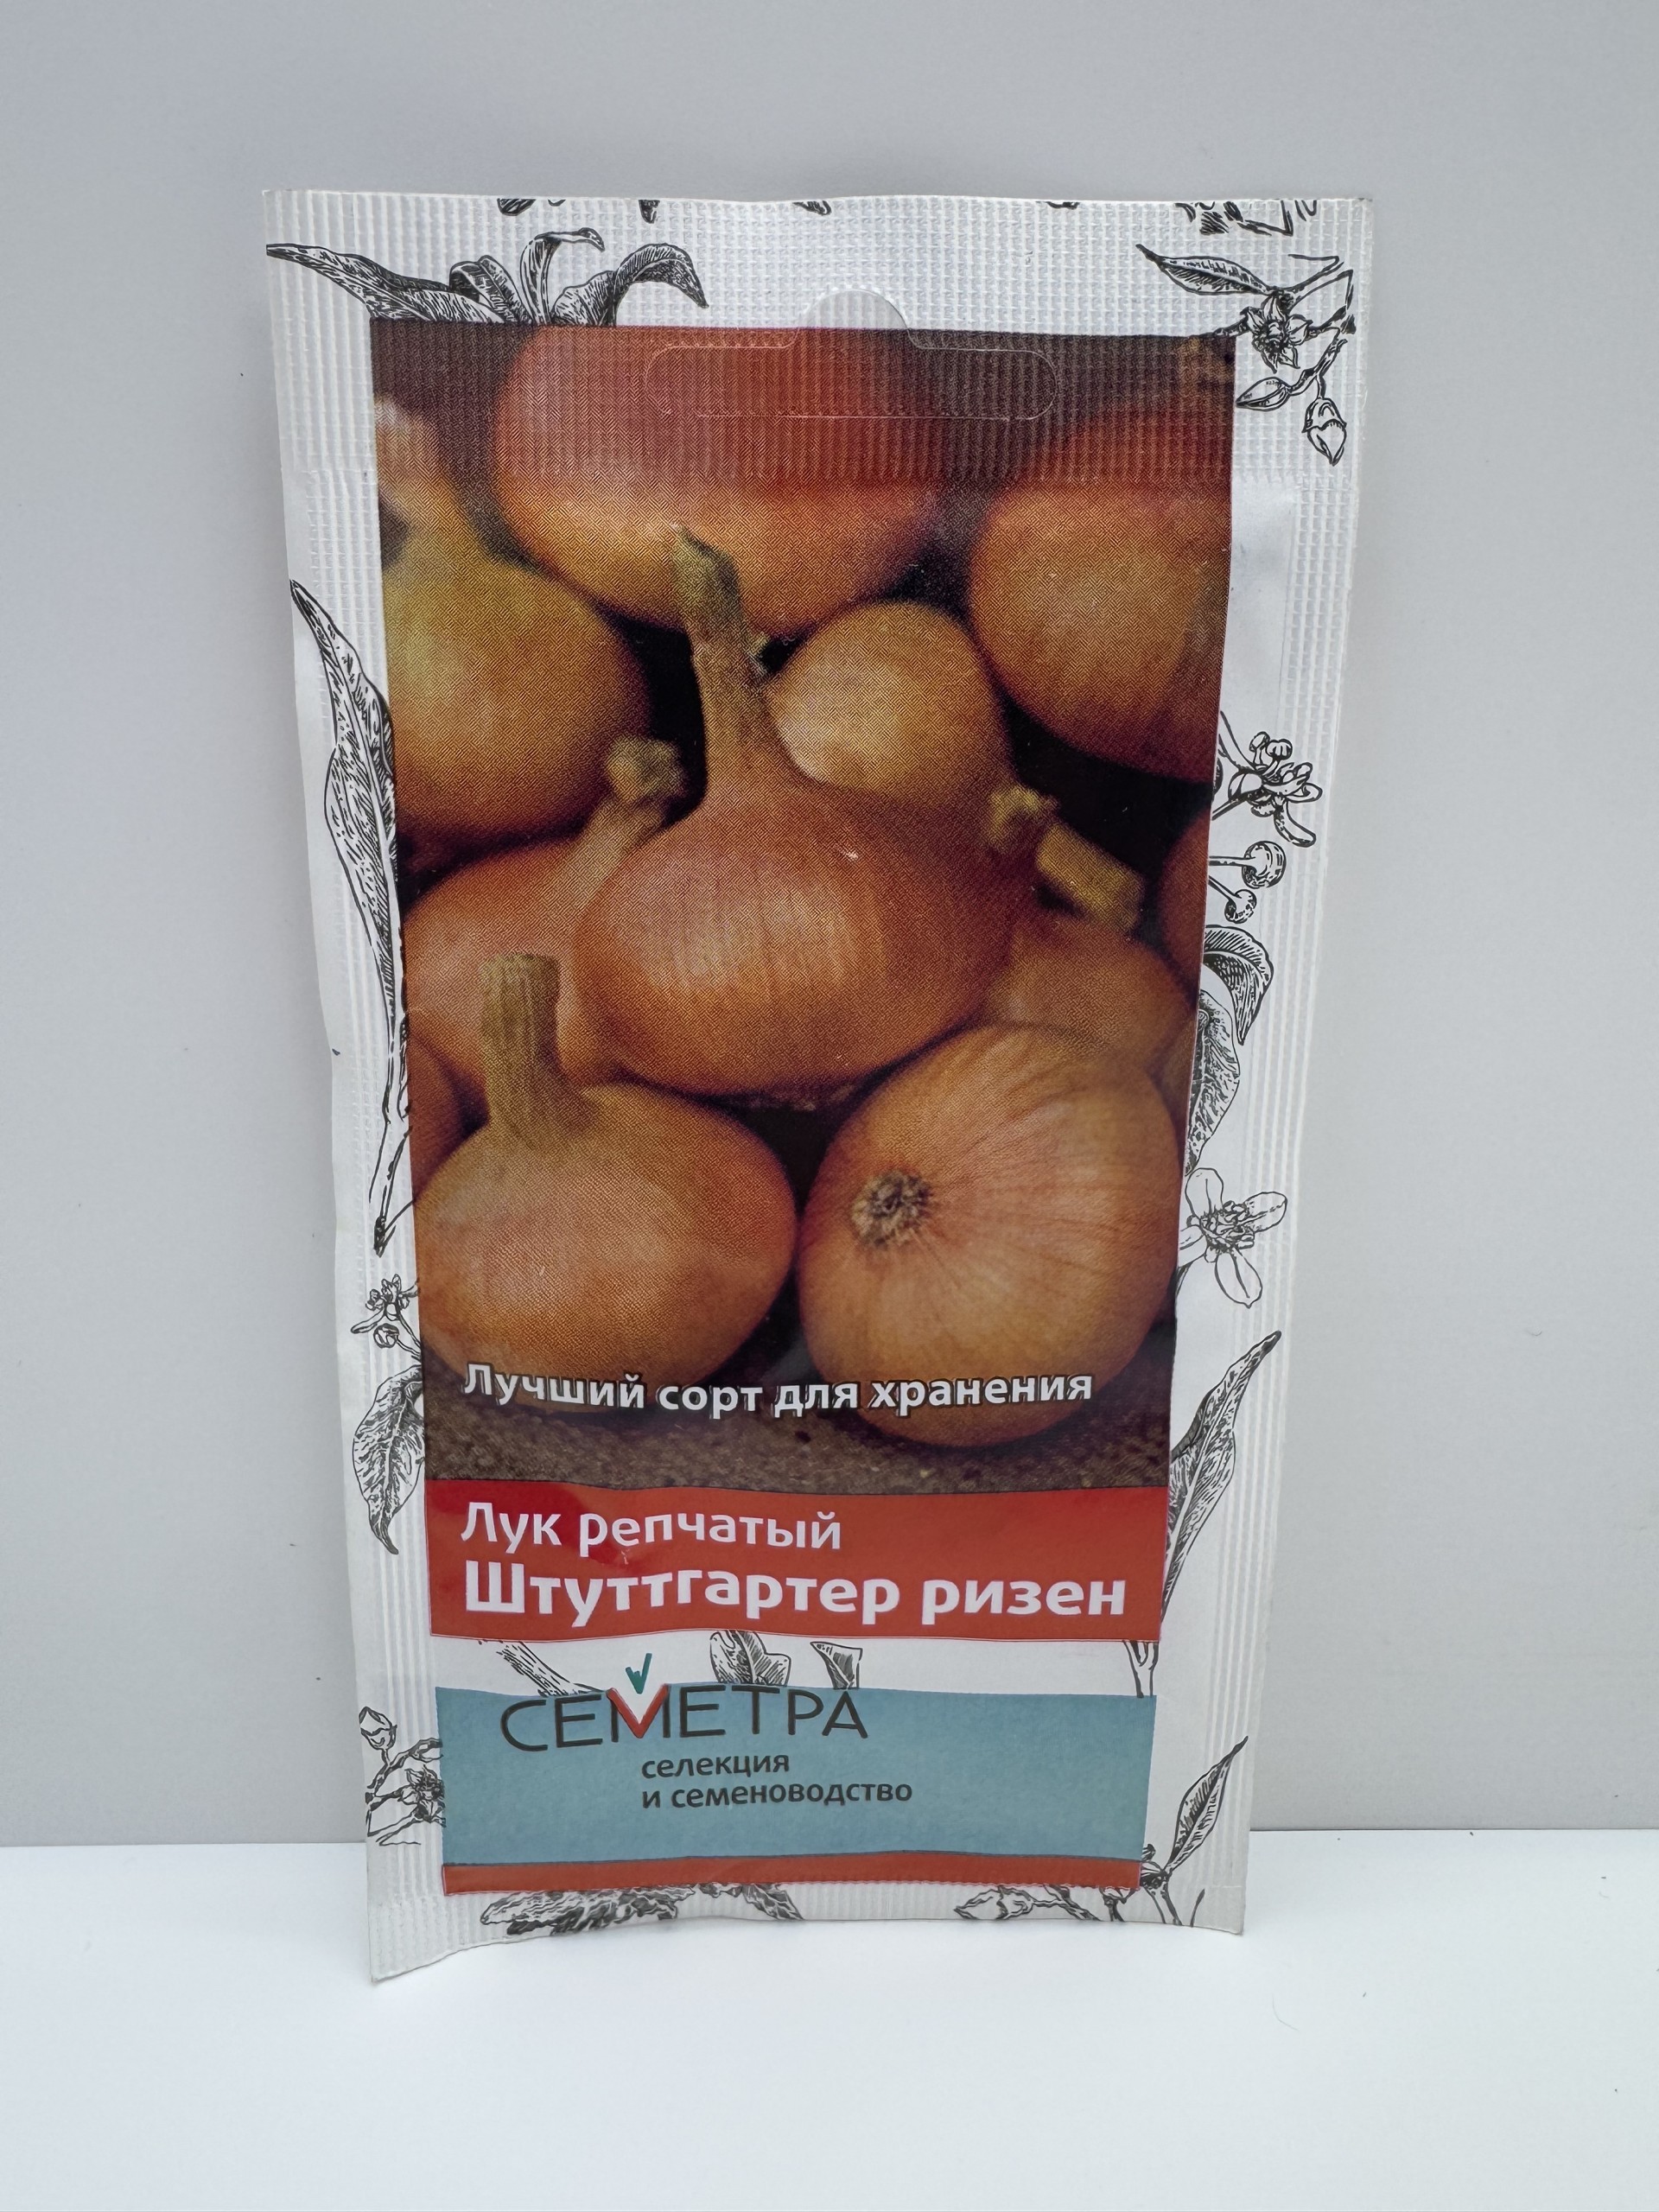 Лучший сорт для хранения
Лук репчатый
Штуттгартер ризен
СЕМЕТРА
селекция
и семеноводство